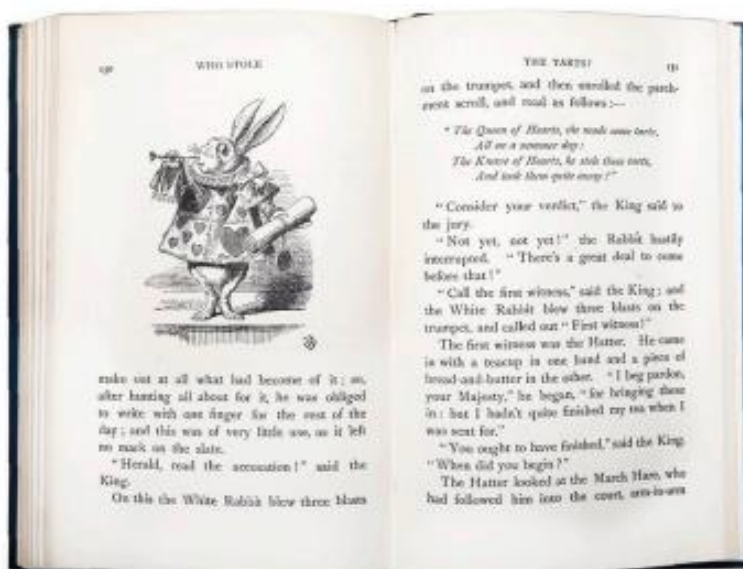 190 WHO STOLE
make out at all what had become of it; so,
after hunting all about for it, he was obliged
to write with one finger for the rest of the
day; and this was of very little use, as it left
no mark on the slate.
"Herald, read the accusation!" said the
King.
On this the White Rabbit blew three blasts
THE TARTS?
on the trumpet, and then unrolled the parch-
ment scroll, and read as follows:—
"The Queen of Hearts, she made some tarts,
All on a summer day:
The Knave of Hearts, he stole those tarts,
And took them quite away!"
"Consider your verdict," the King said to
the jury.
"Not yet, not yet!" the Rabbit hastily
interrupted. "There's a great deal to come
before that!"
"Call the first witness," said the King; and
the White Rabbit blew three blasts on the
trumpet, and called out "First witness!"
The first witness was the Hatter. He came
in with a teacup in one hand and a piece of
bread-and-butter in the other. "I beg pardon,
your Majesty," he began, "for bringing these
in: but I hadn't quite finished my tea when I
was sent for."
"You ought to have finished," said the King.
"When did you begin?"
The Hatter looked at the March Hare, who
had followed him into the court, arm-in-arm